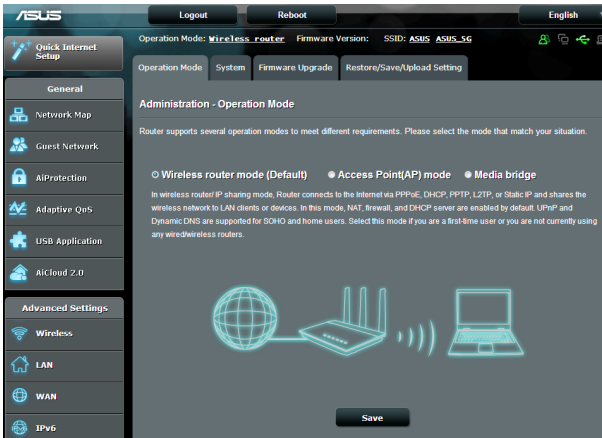 ASUS
Logout
Reboot
English
Quick Internet
Setup
Operation Mode: Wireless router Firmware Version: SSID: ASUS ASUS_5G
Operation Mode
System
Firmware Upgrade
Restore/Save/Upload Setting
General
Network Map
Guest Network
AiProtection
Adaptive QoS
USB Application
AiCloud 2.0
Advanced Settings
Wireless
LAN
WAN
IPv6
Administration - Operation Mode
Router supports several operation modes to meet different requirements. Please select the mode that match your situation.
Wireless router mode (Default)
Access Point(AP) mode
Media bridge
In wireless router/ IP sharing mode, Router connects to the Internet via PPPoE, DHCP, PPTP, L2TP, or Static IP and shares the
wireless network to LAN clients or devices. In this mode, NAT, firewall, and DHCP server are enabled by default. UPnP and
Dynamic DNS are supported for SOHO and home users. Select this mode if you are a first-time user or you are not currently using
any wired/wireless routers.
Save